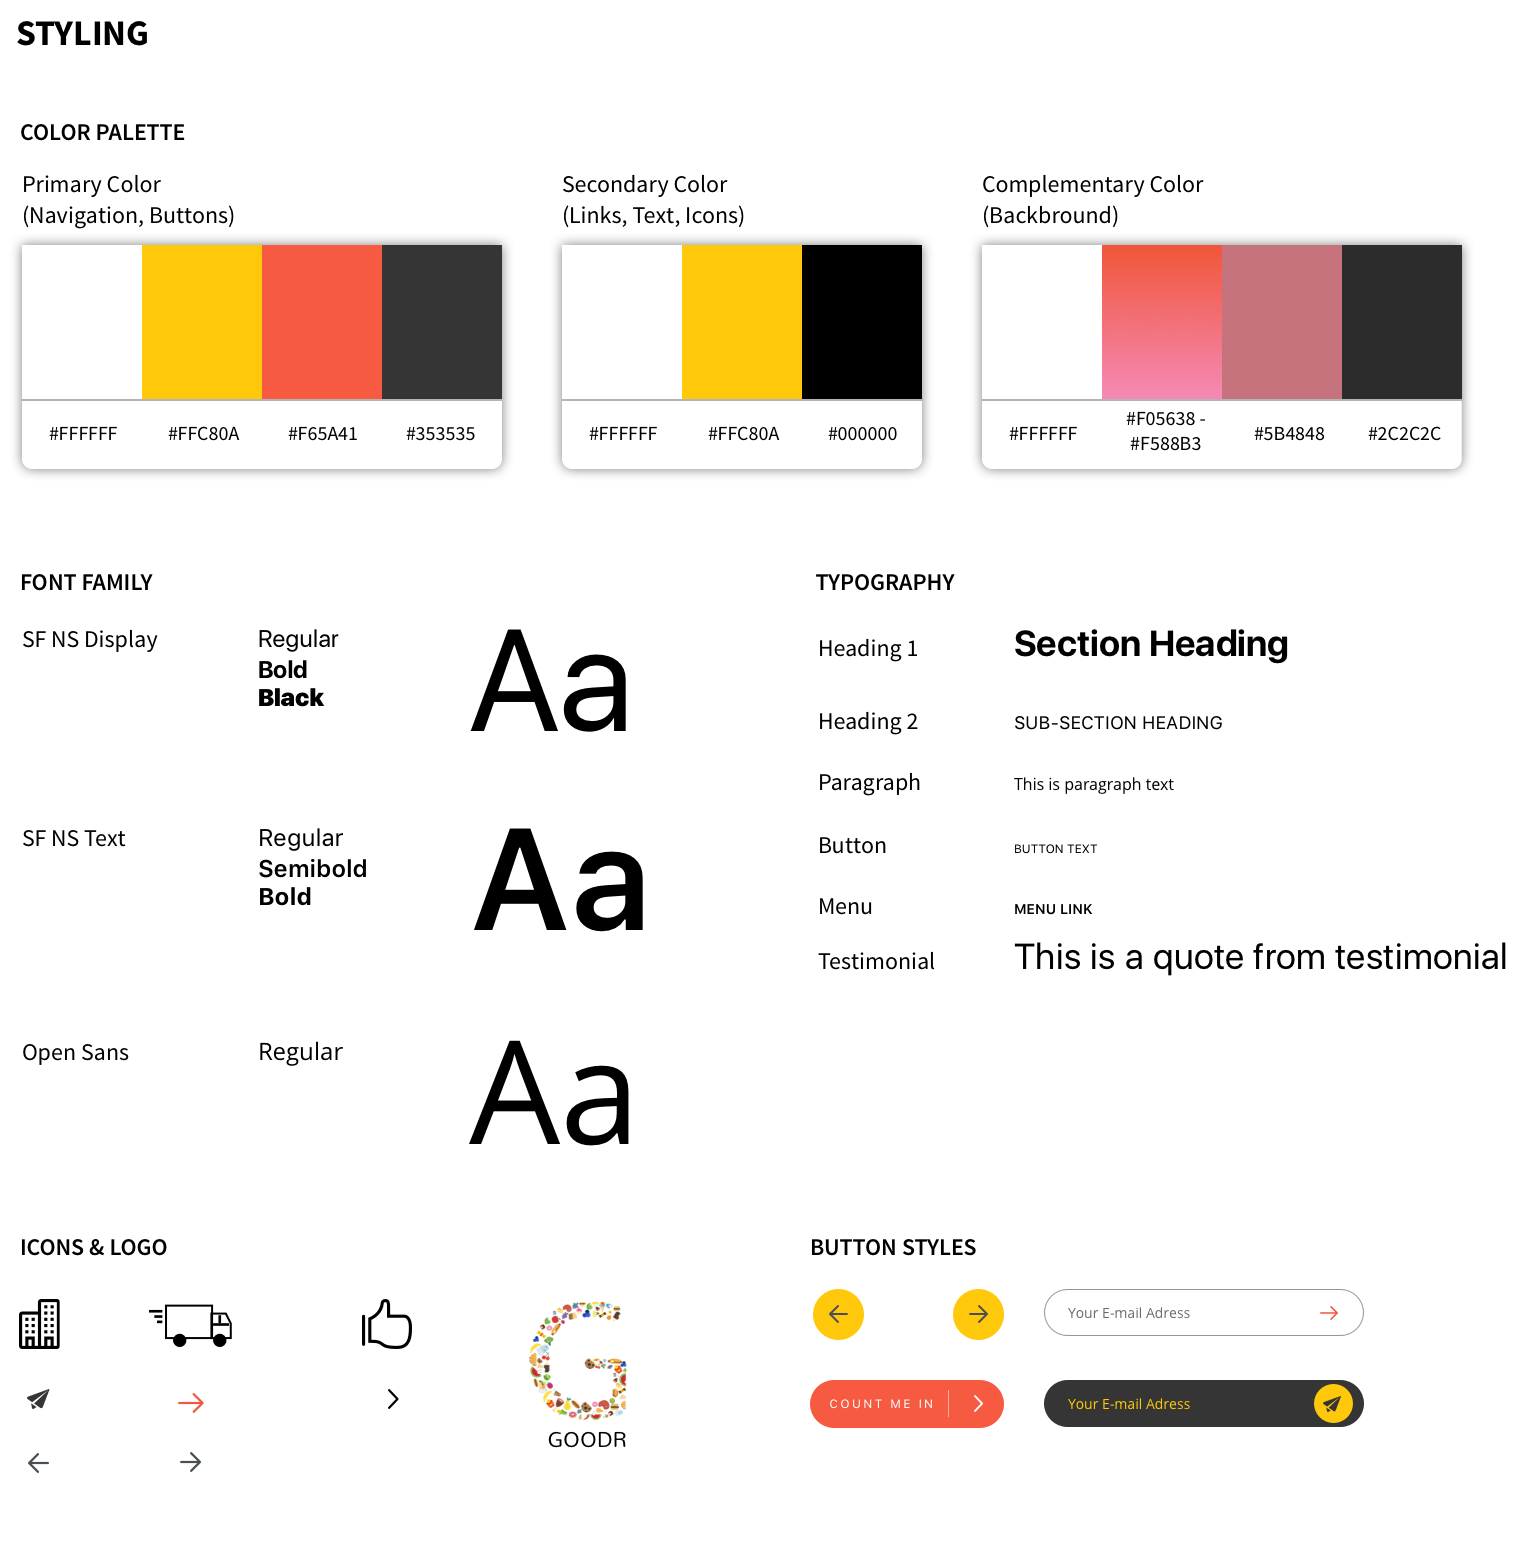 STYLING
COLOR PALETTE
Primary Color
(Navigation, Buttons)
#FFFFFF
#FFC80A
#F65A41
#353535
Secondary Color
(Links, Text, Icons)
#FFFFFF
#FFC80A
#000000
Complementary Color
(Backbround)
#FFFFFF
#F05638 -
#F588B3
#5B4848
#2C2C2C
FONT FAMILY
SF NS Display
Regular
Bold
Black
Aa
SF NS Text
Regular
Semibold
Bold
Aa
Open Sans
Regular
Aa
TYPOGRAPHY
Heading 1
Section Heading
Heading 2
SUB-SECTION HEADING
Paragraph
This is paragraph text
Button
BUTTON TEXT
Menu
MENU LINK
Testimonial
This is a quote from testimonial
ICONS & LOGO
G
GOODR
BUTTON STYLES
Your E-mail Adress
COUNT ME IN
Your E-mail Adress